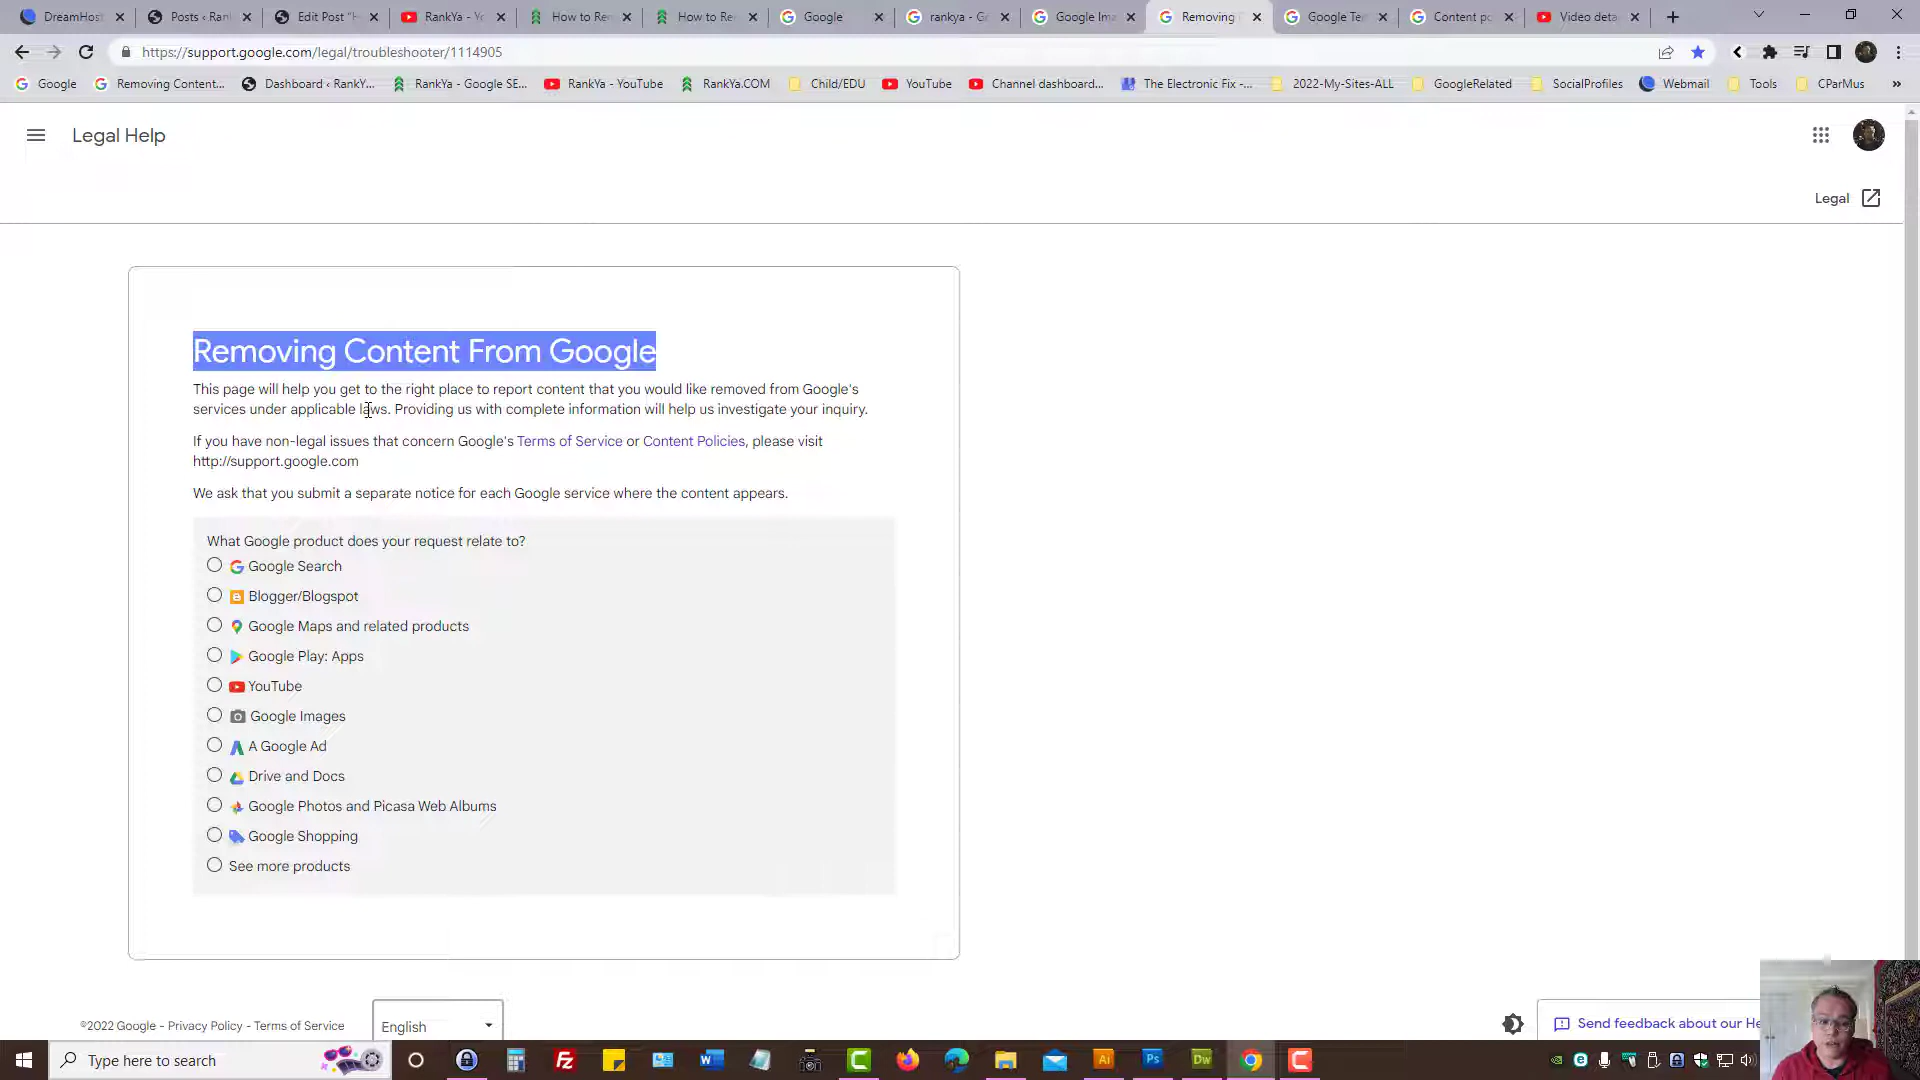 DreamHost
Posts ‹ Ran
Edit Post "H
RankYa - Yo
How to Re
How to Re
Google
rankya - G
Google Ima
Removing
Google Te
Content po
Video deta
https://support.google.com/legal/troubleshooter/1114905
Google
Removing Content...
Dashboard ‹ RankY...
RankYa - Google SE...
RankYa - YouTube
RankYa.COM
Child/EDU
YouTube
Channel dashboard...
The Electronic Fix -...
2022-My-Sites-ALL
GoogleRelated
SocialProfiles
Webmail
Tools
CParMus
»
Legal Help
Legal
Removing Content From Google
This page will help you get to the right place to report content that you would like removed from Google's
services under applicable laws. Providing us with complete information will help us investigate your inquiry.
If you have non-legal issues that concern Google's Terms of Service or Content Policies, please visit
http://support.google.com
We ask that you submit a separate notice for each Google service where the content appears.
What Google product does your request relate to?
Google Search
Blogger/Blogspot
Google Maps and related products
Google Play: Apps
YouTube
Google Images
A Google Ad
Drive and Docs
Google Photos and Picasa Web Albums
Google Shopping
See more products
©2022 Google - Privacy Policy - Terms of Service
English
Send feedback about our He
Type here to search